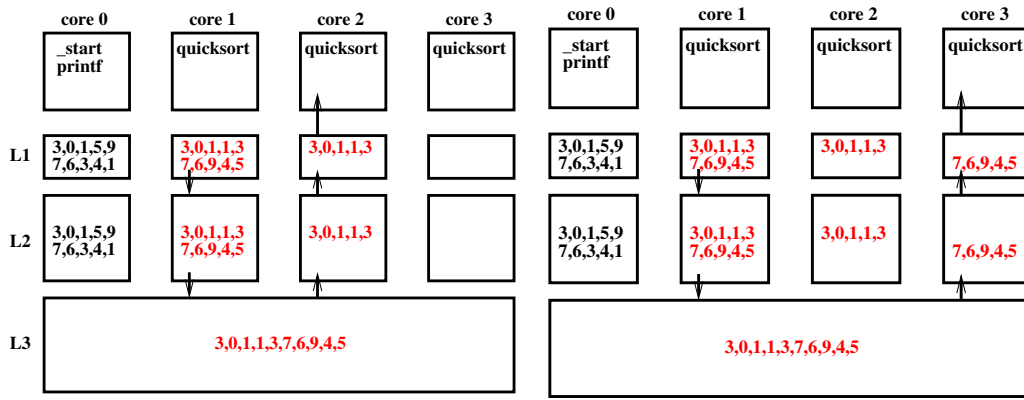 core 0 core 1 core 2 core 3
_start
printf
quicksort
quicksort
L1
3,0,1,5,9
7,6,3,4,1
3,0,1,1,3
7,6,9,4,5
3,0,1,1,3
L2
3,0,1,5,9
7,6,3,4,1
3,0,1,1,3
7,6,9,4,5
3,0,1,1,3
L3
3,0,1,1,3,7,6,9,4,5
core 0 core 1 core 2 core 3
_start
printf
quicksort
quicksort
quicksort
3,0,1,5,9
7,6,3,4,1
3,0,1,1,3
7,6,9,4,5
3,0,1,1,3
7,6,9,4,5
3,0,1,5,9
7,6,3,4,1
3,0,1,1,3
7,6,9,4,5
3,0,1,1,3
7,6,9,4,5
3,0,1,1,3,7,6,9,4,5